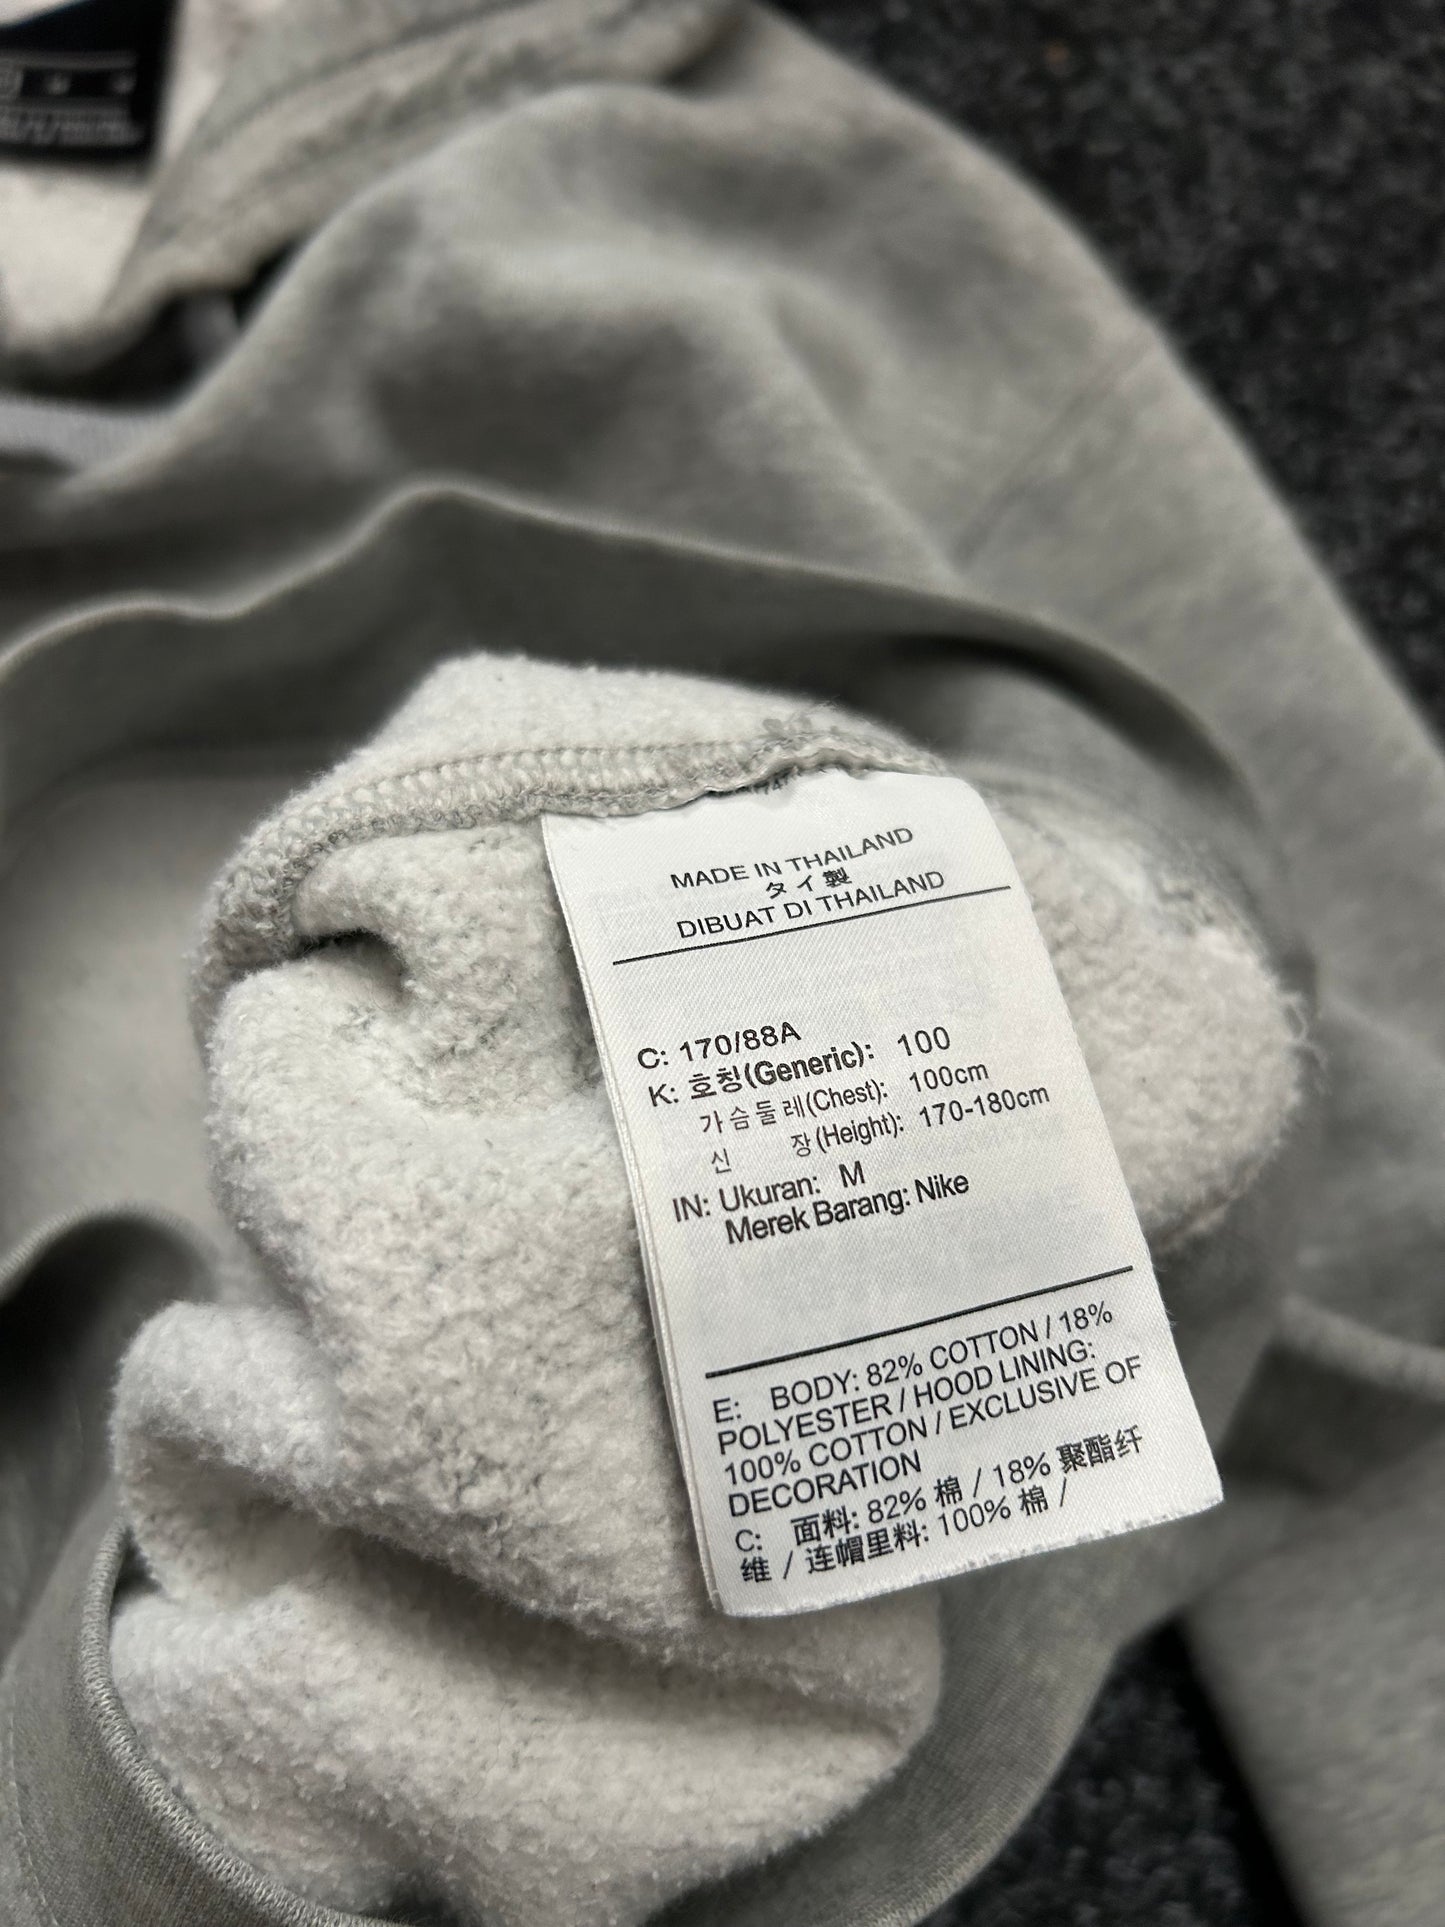 MADE IN THAILAND
タイ製
DIBUAT DI THAILAND
C: 170/88A
K: 호칭(Generic): 100
가슴둘레(Chest): 100cm
신 장(Height): 170-180cm
IN: Ukuran: M
Merek Barang: Nike
E: BODY: 82% COTTON / 18%
POLYESTER / HOOD LINING:
100% COTTON / EXCLUSIVE OF
DECORATION
C: 面料: 82% 棉 / 18% 聚酯纤
维 / 连帽里料: 100% 棉 /